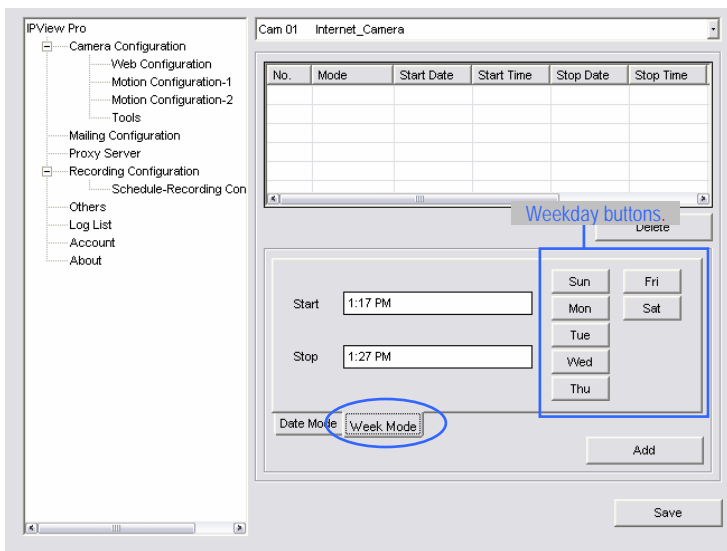 IPView Pro
Camera Configuration
Web Configuration
Motion Configuration-1
Motion Configuration-2
Tools
Mailing Configuration
Proxy Server
Recording Configuration
Schedule-Recording Con
Others
Log List
Account
About
Cam 01 Internet_Camera
No. Mode Start Date Start Time Stop Date Stop Time
Weekday buttons.
Delete
Start 1:17 PM
Stop 1:27 PM
Sun Fri
Mon Sat
Tue
Wed
Thu
Date Mode Week Mode
Add
Save